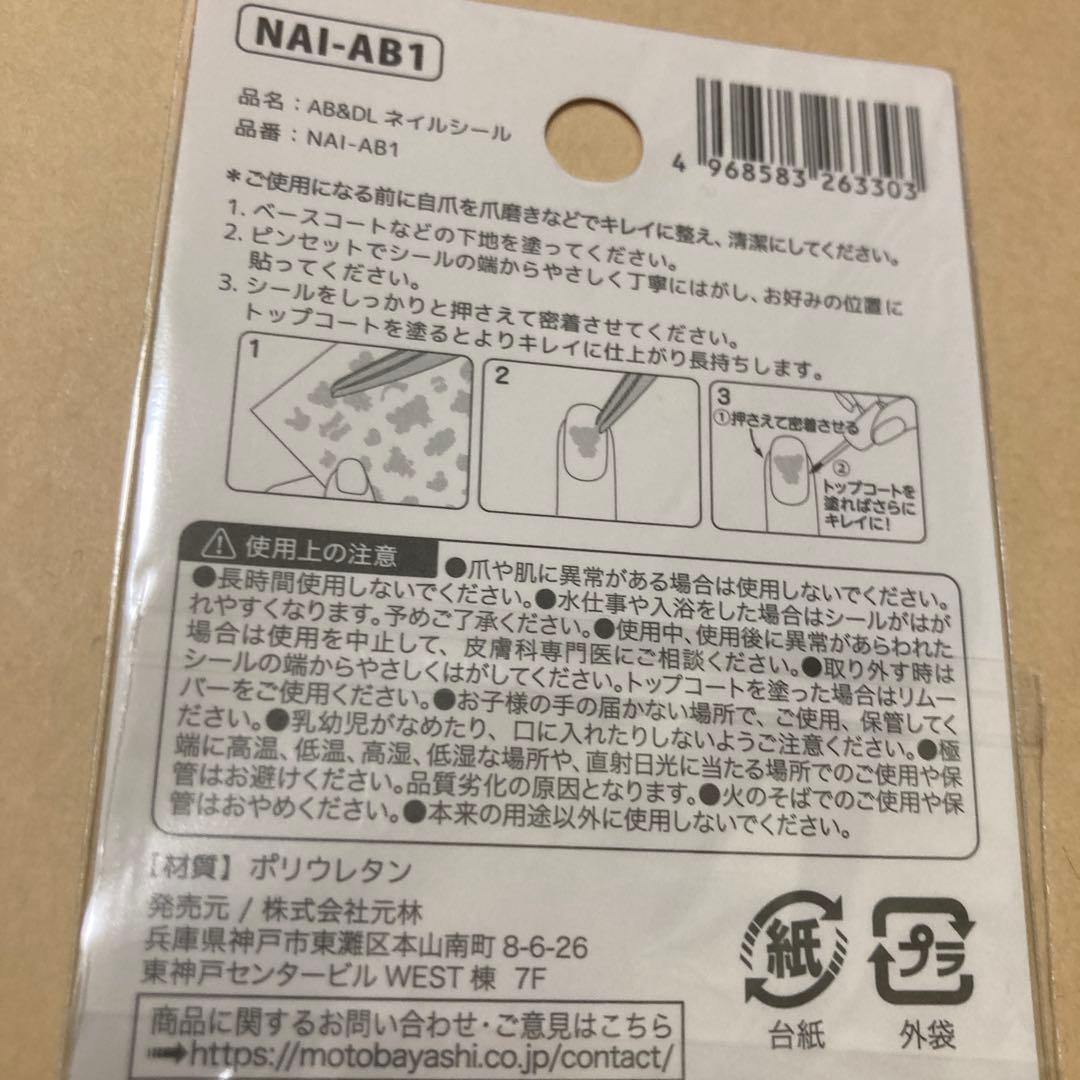 NAI-AB1
品名：AB&DL ネイルシール
品番：NAI-AB1
4 968583 263303
＊ご使用になる前に自爪を爪磨きなどでキレイに整え、清潔にしてください。
1. ベースコートなどの下地を塗ってください。
2. ピンセットでシールの端からやさしく丁寧にはがし、お好みの位置に
貼ってください。
3. シールをしっかりと押さえて密着させてください。
トップコートを塗るとよりキレイに仕上がり長持ちします。
1
2
3
①押さえて密着させる
②
トップコートを
塗ればさらに
キレイに!
使用上の注意
●爪や肌に異常がある場合は使用しないでください。
●長時間使用しないでください。●水仕事や入浴をした場合はシールがはが
れやすくなります。予めご了承ください。●使用中、使用後に異常があらわれた
場合は使用を中止して、皮膚科専門医にご相談ください。●取り外す時は
シールの端からやさしくはがしてください。トップコートを塗った場合はリムー
バーをご使用ください。●お子様の手の届かない場所で、ご使用、保管してく
ださい。●乳幼児がなめたり、口に入れたりしないようご注意ください。●極
端に高温、低温、高湿、低湿な場所や、直射日光に当たる場所でのご使用や保
管はお避けください。品質劣化の原因となります。●火のそばでのご使用や保
管はおやめください。●本来の用途以外に使用しないでください。
【材質】ポリウレタン
発売元 / 株式会社元林
兵庫県神戸市東灘区本山南町 8-6-26
東神戸センタービル WEST 棟 7F
商品に関するお問い合わせ・ご意見はこちら
https://motobayashi.co.jp/contact/
紙
台紙
プラ
外袋